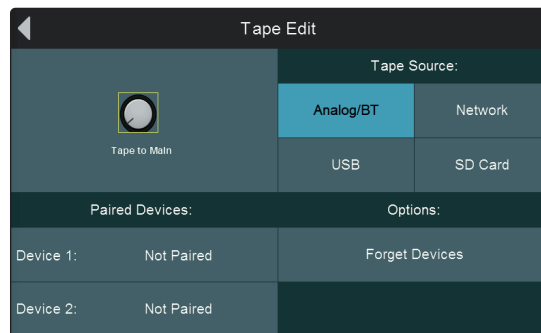 Tape Edit
Tape Source:
Analog/BT
Network
Tape to Main
USB
SD Card
Paired Devices:
Options:
Device 1:
Not Paired
Forget Devices
Device 2:
Not Paired